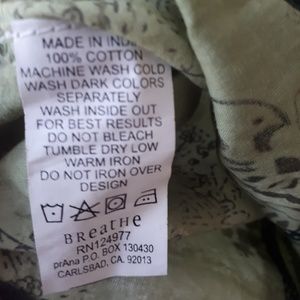 MADE IN INDIA
100% COTTON
MACHINE WASH COLD
WASH DARK COLORS
SEPARATELY
WASH INSIDE OUT
FOR BEST RESULTS
DO NOT BLEACH
TUMBLE DRY LOW
WARM IRON
DO NOT IRON OVER
DESIGN
BREATHE
RN124977
prAna P.O. BOX 130430
CARLSBAD, CA. 92013